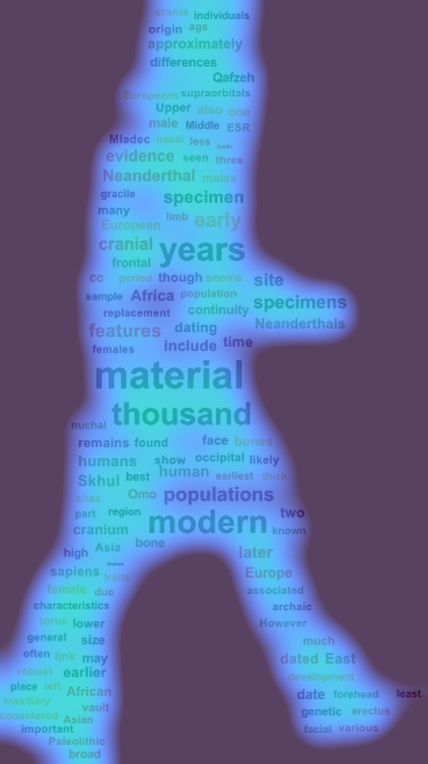 crania individuals
origin age
approximately
differences
Qafzeh
Europeans supraorbitals
Upper also one
male Middle ESR
Mladec nasal less teeth
evidence seen three
Neanderthal males
gracile specimen
many limb early
European
cranial years
frontal
cc period though seems site
sample Africa population specimens
replacement continuity Neanderthals
features dating
females include time
material
thousand
nuchal
remains found face bones
humans show occipital likely
Skhul best human earliest thick
sites Omo populations
part region modern two
cranium known
high Asia bone later
sapiens traits Europe
female due associated
characteristics archaic
torus lower However
general size much
often link may dated East
robust earlier development
place left African date forehead least
maxillary vault genetic erectus
considered Asian facial various
important
Paleolithic
broad